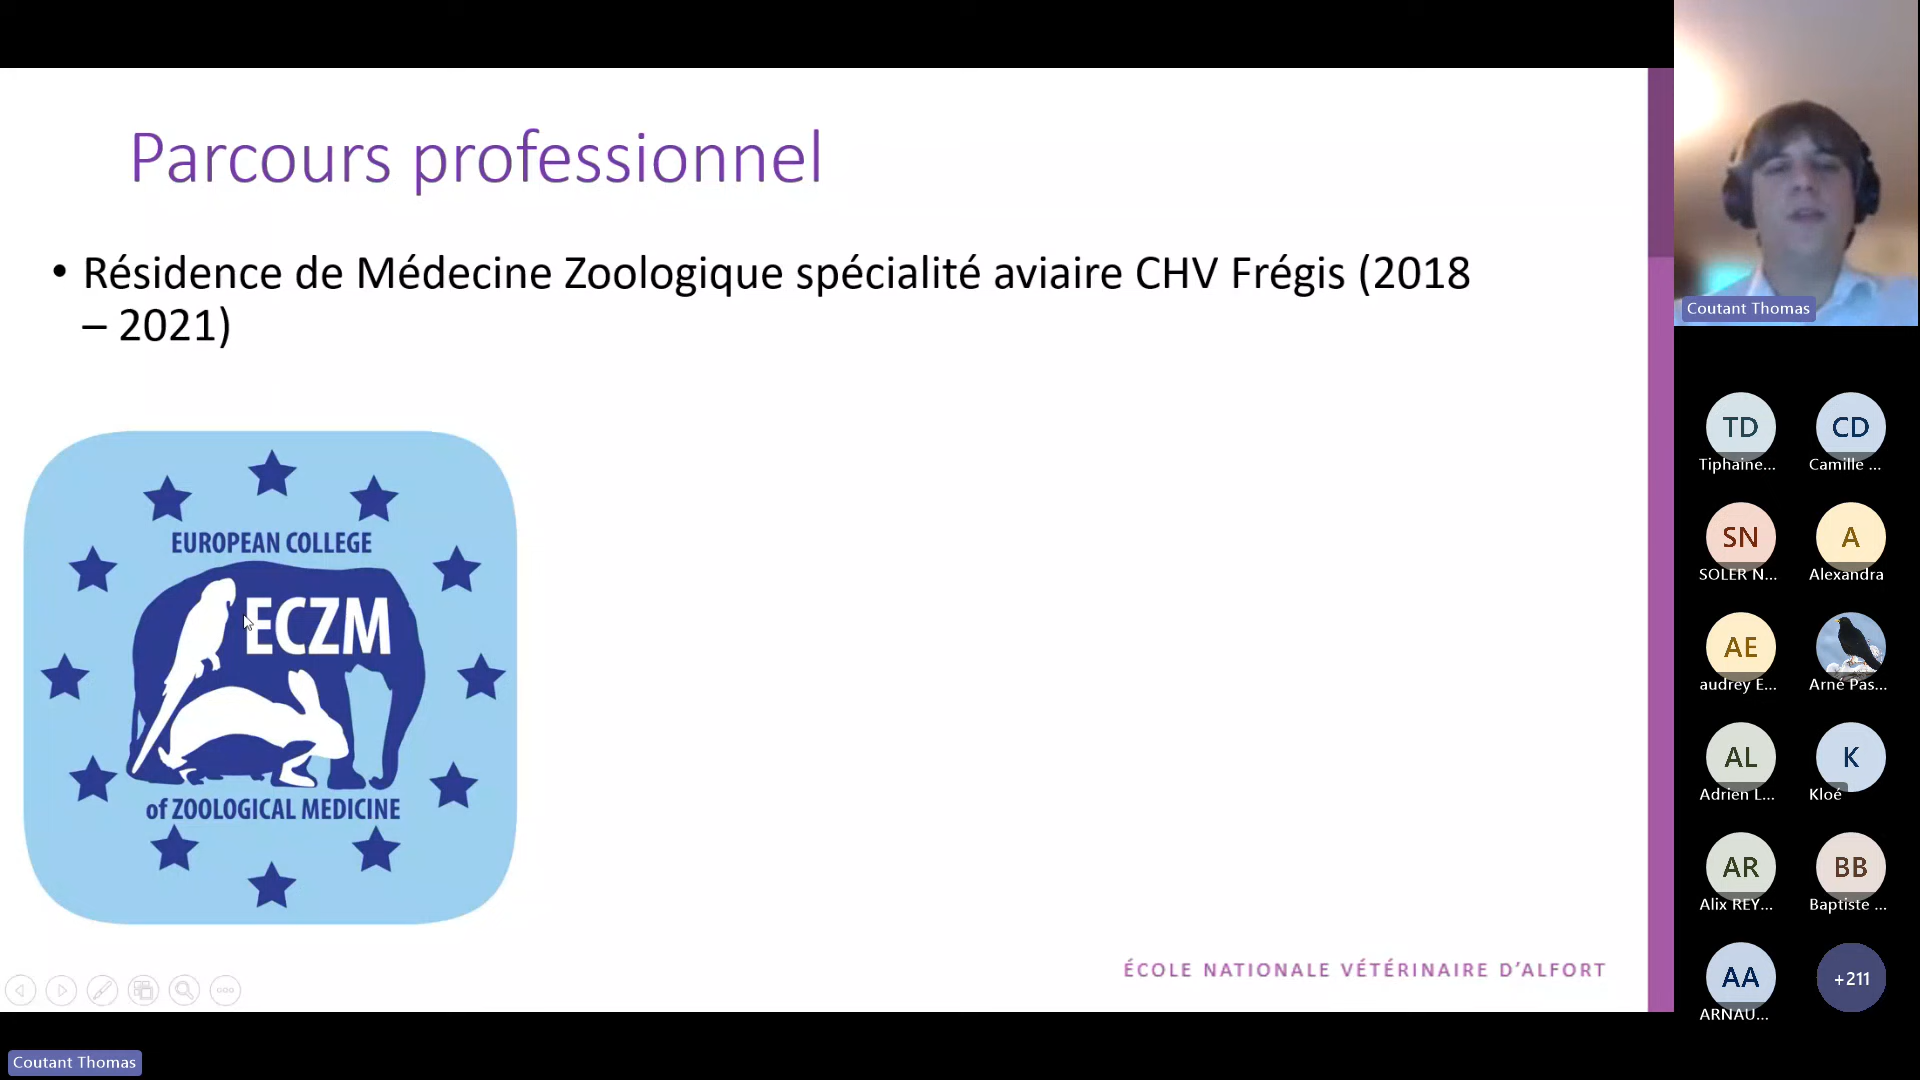 Parcours professionnel
• Résidence de Médecine Zoologique spécialité aviaire CHV Frégis (2018
– 2021)
EUROPEAN COLLEGE
ECZM
of ZOOLOGICAL MEDICINE
ÉCOLE NATIONALE VÉTÉRINAIRE D'ALFORT
Coutant Thomas
Coutant Thomas
TD
Tiphaine...
CD
Camille ...
SN
SOLER N...
A
Alexandra
AE
audrey E...
Arné Pas...
AL
Adrien L...
K
Kloé
AR
Alix REY...
BB
Baptiste ...
AA
ARNAU...
+211